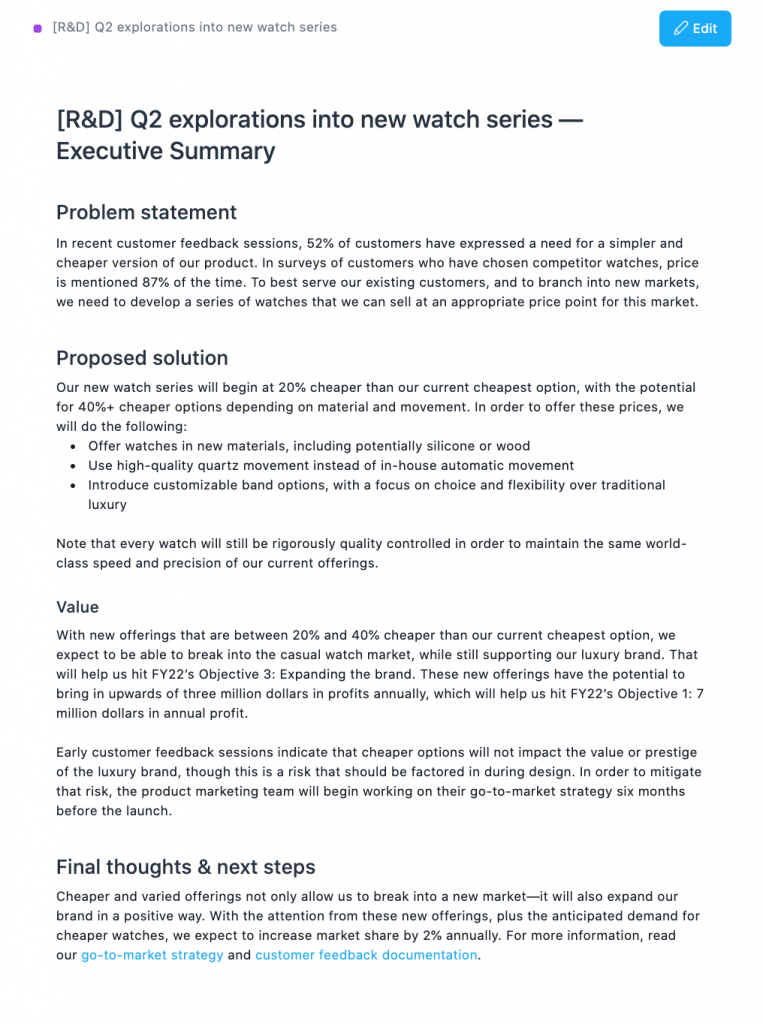 [R&D] Q2 explorations into new watch series
Edit
[R&D] Q2 explorations into new watch series —
Executive Summary
Problem statement
In recent customer feedback sessions, 52% of customers have expressed a need for a simpler and
cheaper version of our product. In surveys of customers who have chosen competitor watches, price
is mentioned 87% of the time. To best serve our existing customers, and to branch into new markets,
we need to develop a series of watches that we can sell at an appropriate price point for this market.
Proposed solution
Our new watch series will begin at 20% cheaper than our current cheapest option, with the potential
for 40%+ cheaper options depending on material and movement. In order to offer these prices, we
will do the following:
• Offer watches in new materials, including potentially silicone or wood
• Use high-quality quartz movement instead of in-house automatic movement
• Introduce customizable band options, with a focus on choice and flexibility over traditional
luxury
Note that every watch will still be rigorously quality controlled in order to maintain the same world-
class speed and precision of our current offerings.
Value
With new offerings that are between 20% and 40% cheaper than our current cheapest option, we
expect to be able to break into the casual watch market, while still supporting our luxury brand. That
will help us hit FY22’s Objective 3: Expanding the brand. These new offerings have the potential to
bring in upwards of three million dollars in profits annually, which will help us hit FY22’s Objective 1: 7
million dollars in annual profit.
Early customer feedback sessions indicate that cheaper options will not impact the value or prestige
of the luxury brand, though this is a risk that should be factored in during design. In order to mitigate
that risk, the product marketing team will begin working on their go-to-market strategy six months
before the launch.
Final thoughts & next steps
Cheaper and varied offerings not only allow us to break into a new market—it will also expand our
brand in a positive way. With the attention from these new offerings, plus the anticipated demand for
cheaper watches, we expect to increase market share by 2% annually. For more information, read
our go-to-market strategy and customer feedback documentation.